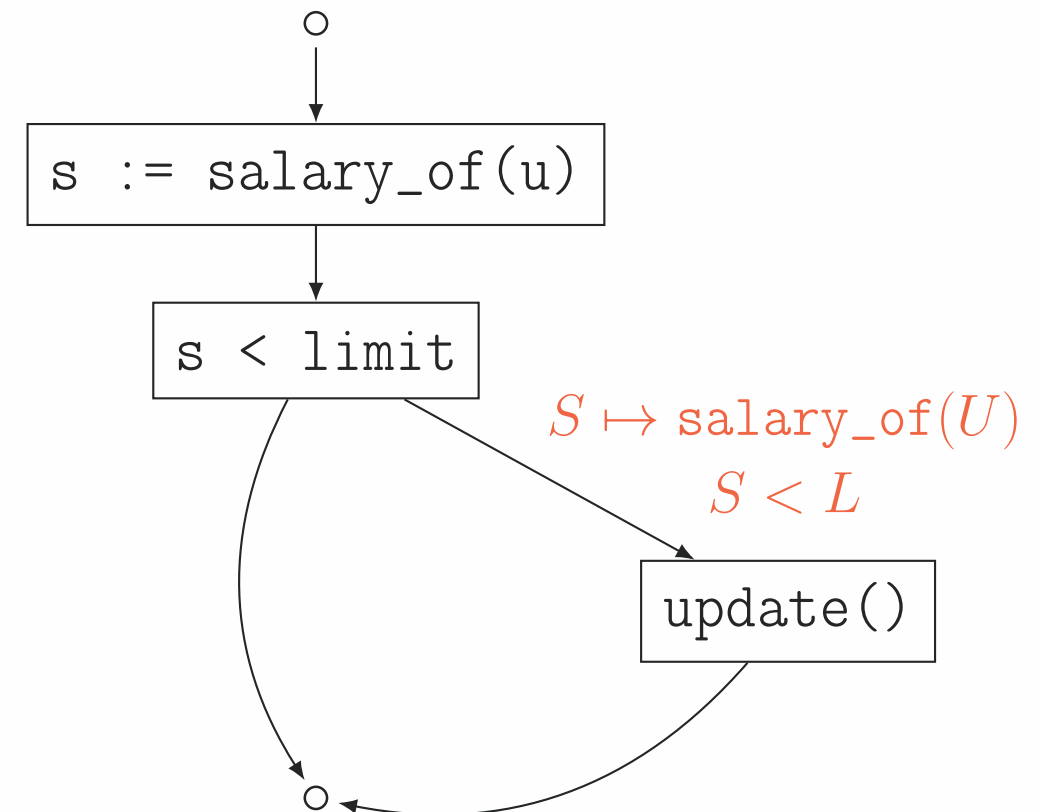 s := salary_of(u)
s < limit
S ↦ salary_of(U)
S < L
update()